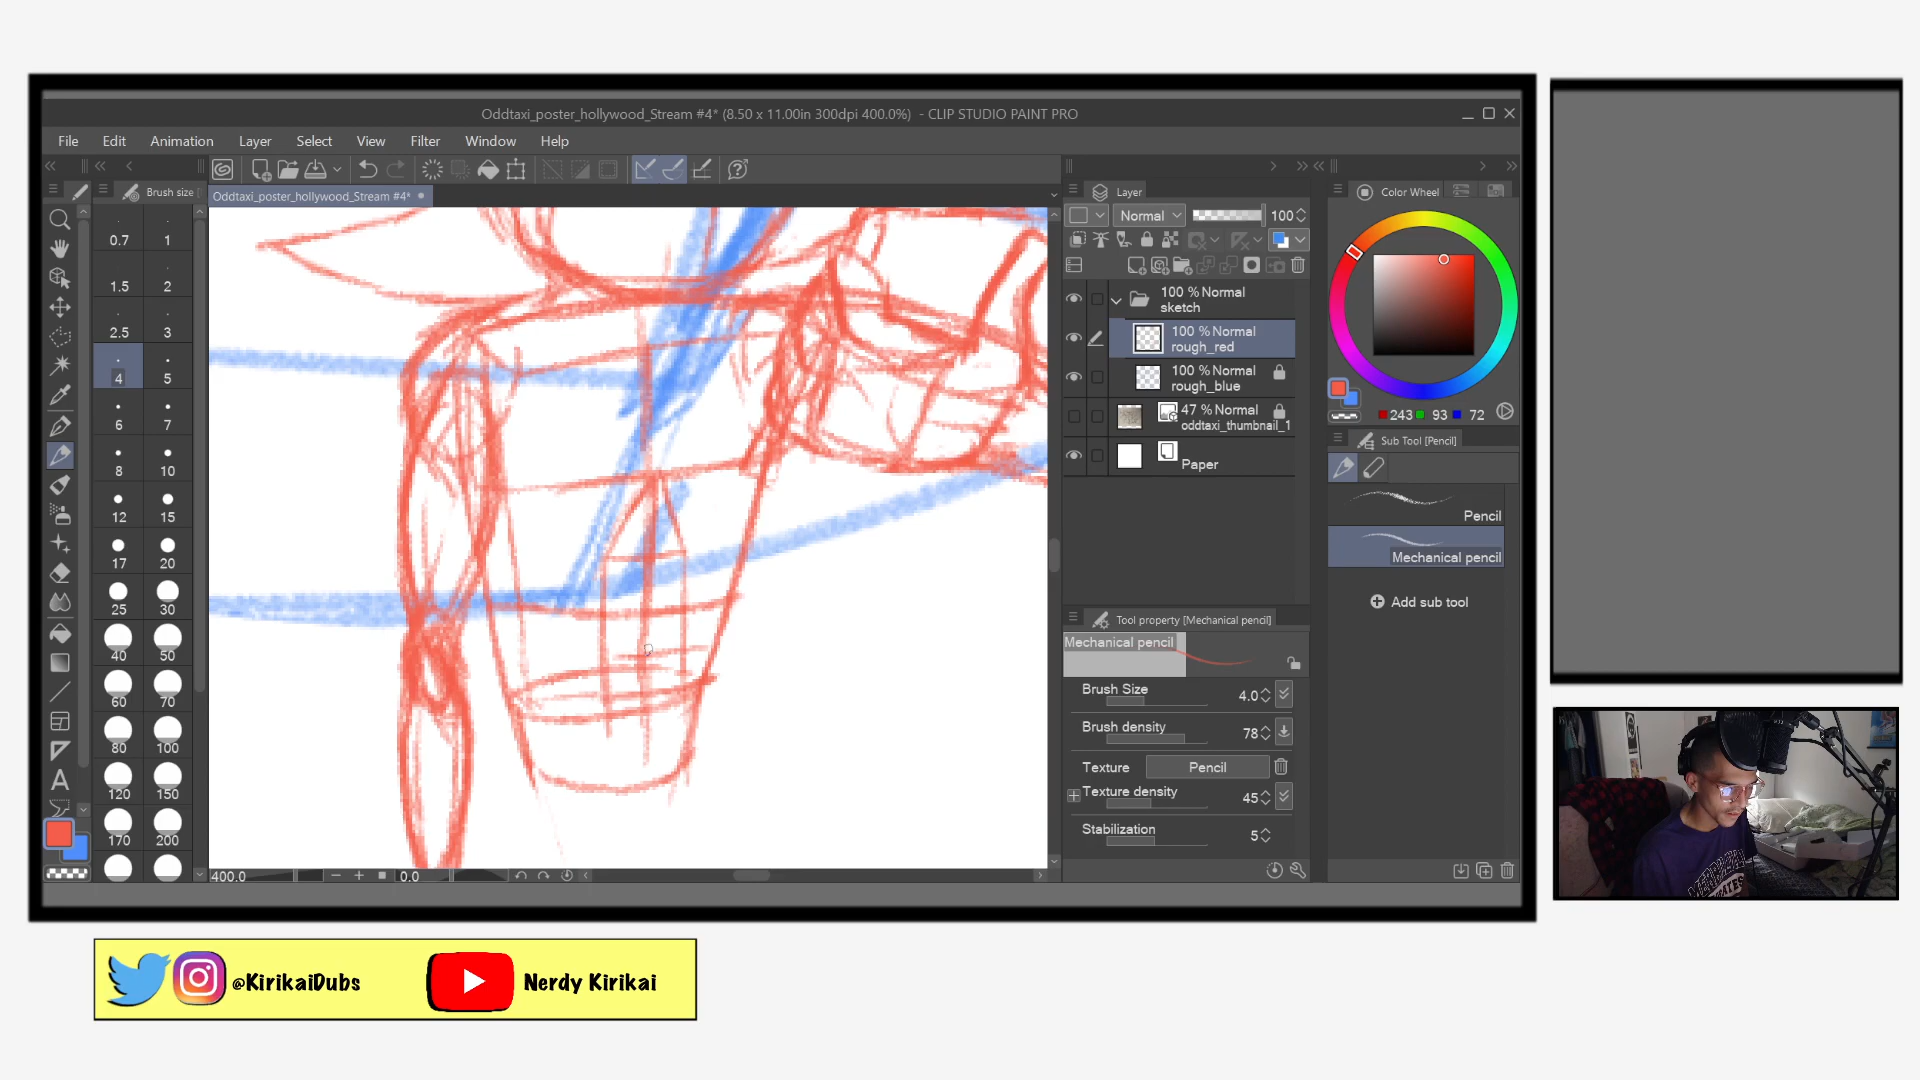 Oddtaxi_poster_hollywood_Stream #4* (8.50 x 11.00in 300dpi 400.0%) - CLIP STUDIO PAINT PRO
File Edit Animation Layer Select View Filter Window Help
Brush size
Oddtaxi_poster_hollywood_Stream #4*
0.7 1
1.5 2
2.5 3
4 5
6 7
8 10
12 15
17 20
25 30
40 50
60 70
80 100
120 150
170 200
400.0 0.0
Layer
Normal 100
100 % Normal
sketch
100 % Normal
rough_red
100 % Normal
rough_blue
47 % Normal
oddtaxi_thumbnail_1
Paper
Tool property [Mechanical pencil]
Mechanical pencil
Brush Size 4.0
Brush density 78
Texture Pencil
Texture density 45
Stabilization 5
Color Wheel
243 93 72
Sub Tool [Pencil]
Pencil
Mechanical pencil
Add sub tool
@KirikaiDubs
Nerdy Kirikai